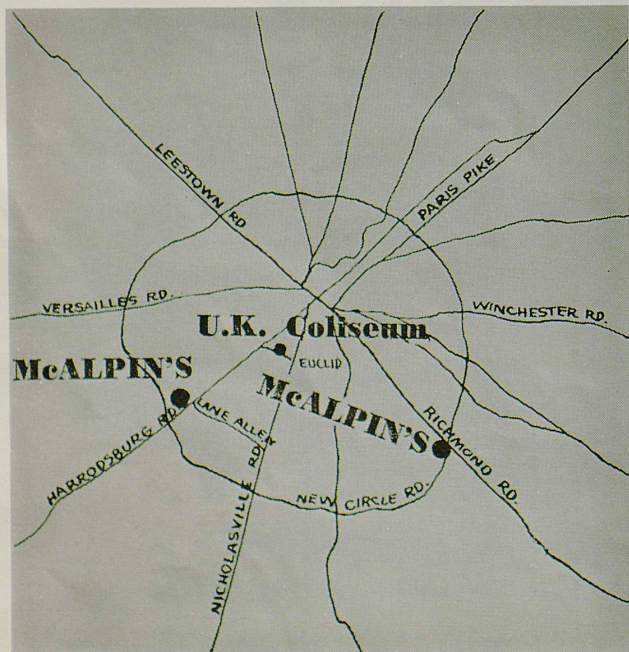 LEESTOWN RD
PARIS PIKE
VERSAILLES RD.
WINCHESTER RD.
U.K. Coliseum
EUCLID
McALPIN'S
McALPIN'S
LANE ALLEN
HARRODSBURG RD.
RICHMOND RD.
NICHOLASVILLE RD.
NEW CIRCLE RD.